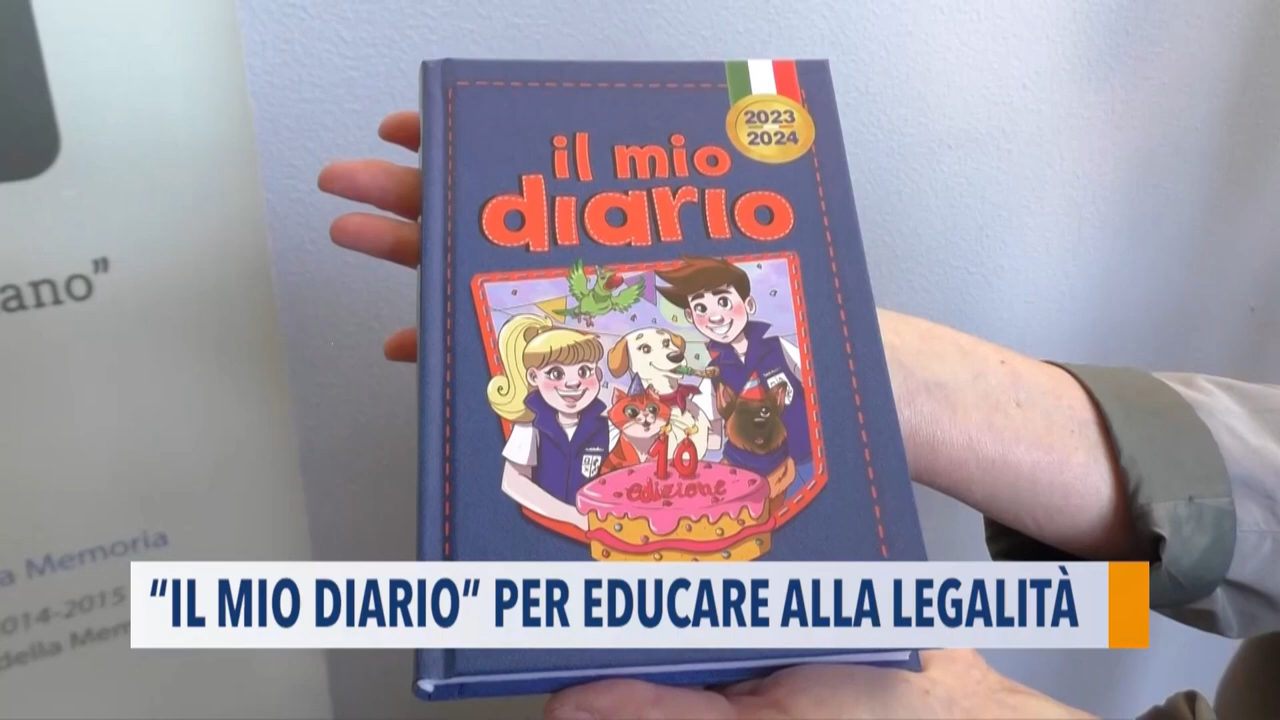 2023
2024
il mio
diario
ano”
10
edizione
a Memoria
014-2015
della Mem
“IL MIO DIARIO“ PER EDUCARE ALLA LEGALITÀ